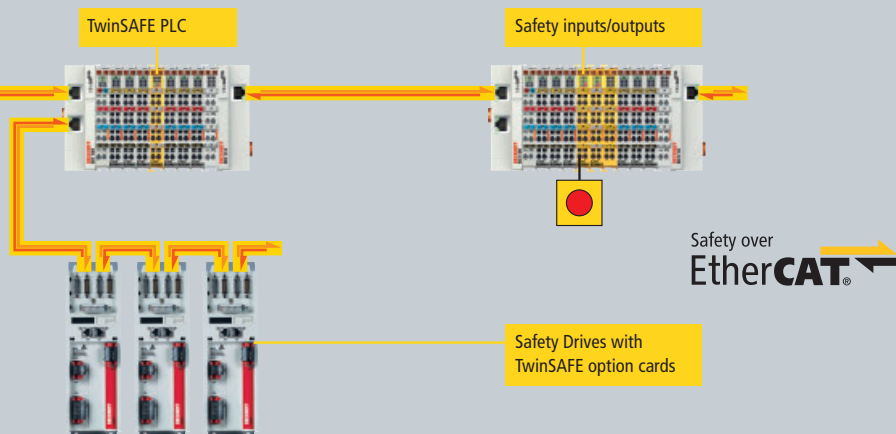 TwinSAFE PLC
Safety inputs/outputs
Safety over
EtherCAT®
Safety Drives with
TwinSAFE option cards